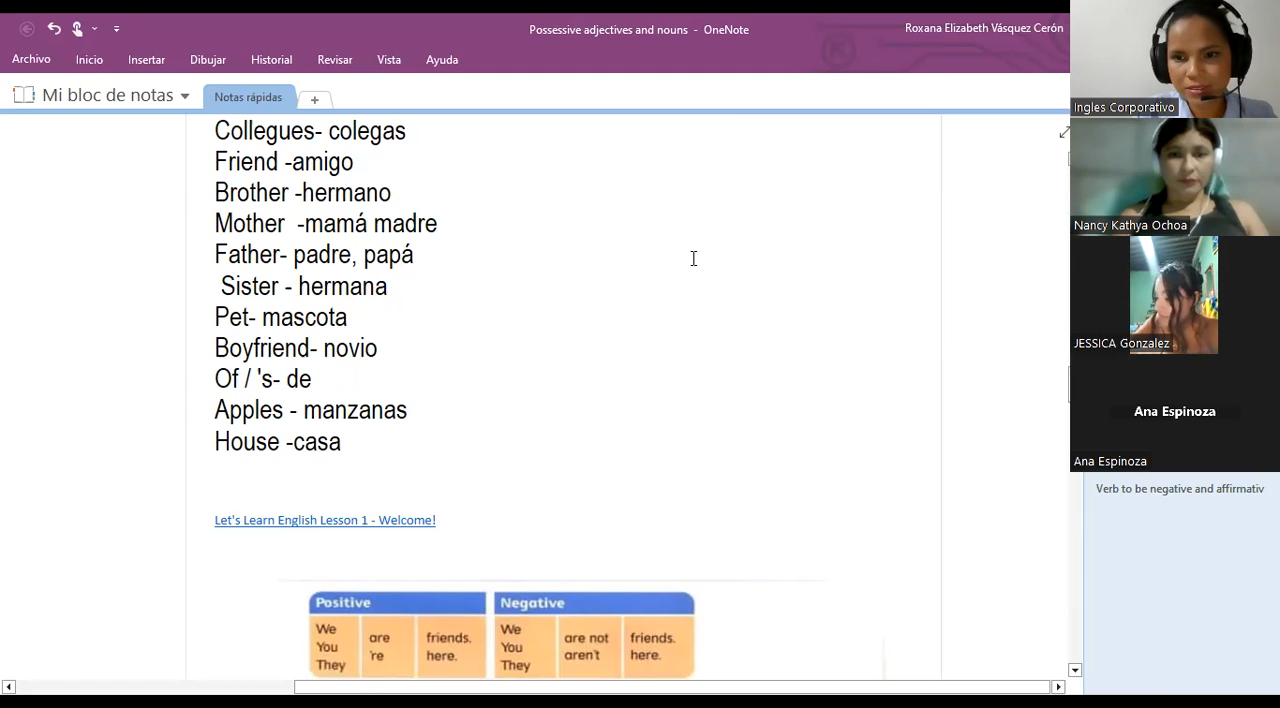 Possessive adjectives and nouns - OneNote
Roxana Elizabeth Vásquez Cerón
Archivo Inicio Insertar Dibujar Historial Revisar Vista Ayuda
Mi bloc de notas
Notas rápidas
Collegues- colegas
Friend -amigo
Brother -hermano
Mother -mamá madre
Father- padre, papá
Sister - hermana
Pet- mascota
Boyfriend- novio
Of / 's- de
Apples - manzanas
House -casa
Let's Learn English Lesson 1 - Welcome!
Positive
We
You
They
are
're
friends.
here.
Negative
We
You
They
are not
aren't
friends.
here.
Ingles Corporativo
Nancy Kathya Ochoa
JESSICA Gonzalez
Ana Espinoza
Ana Espinoza
Verb to be negative and affirmativ